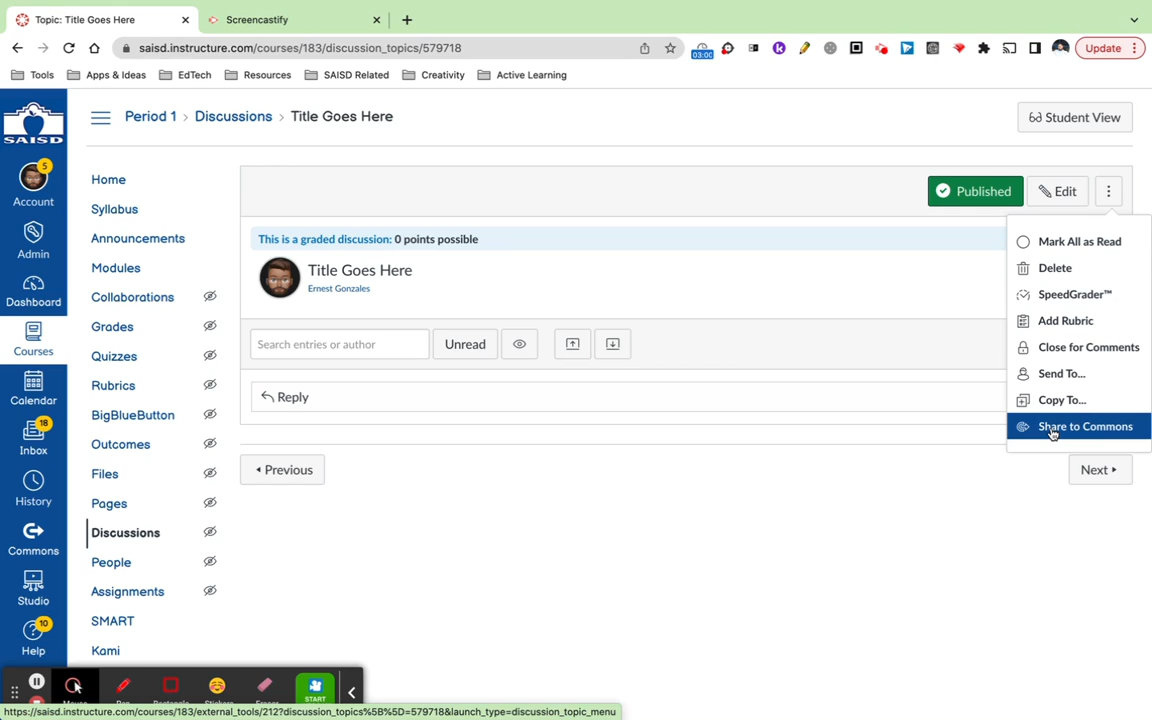 Topic: Title Goes Here
Screencastify
saisd.instructure.com/courses/183/discussion_topics/579718
03:00
Update
Tools
Apps & Ideas
EdTech
Resources
SAISD Related
Creativity
Active Learning
SAISD
5
Account
Admin
Dashboard
Courses
Calendar
18
Inbox
History
Commons
Studio
10
Help
Period 1 › Discussions › Title Goes Here
Student View
Home
Syllabus
Announcements
Modules
Collaborations
Grades
Quizzes
Rubrics
BigBlueButton
Outcomes
Files
Pages
Discussions
People
Assignments
SMART
Kami
Published
Edit
This is a graded discussion: 0 points possible
Title Goes Here
Ernest Gonzales
Search entries or author
Unread
Reply
Previous
Next
Mark All as Read
Delete
SpeedGrader™
Add Rubric
Close for Comments
Send To...
Copy To...
Share to Commons
START
https://saisd.instructure.com/courses/183/external_tools/212?discussion_topics%5B%5D=579718&launch_type=discussion_topic_menu